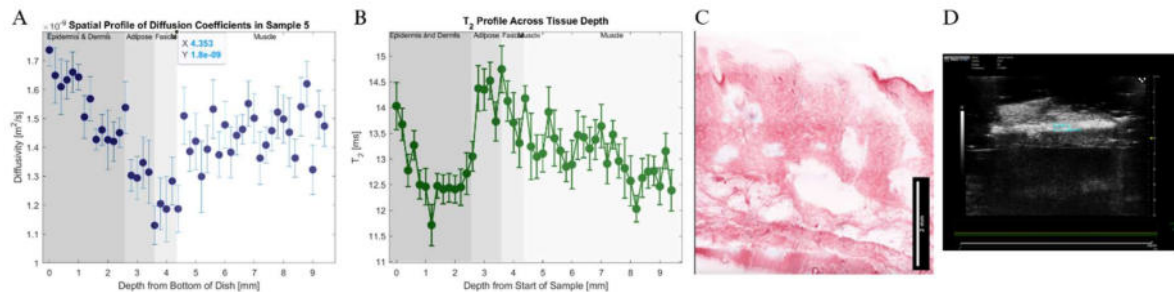 A
×10⁻⁹ Spatial Profile of Diffusion Coefficients in Sample 5
Epidermis & Dermis Adipose Fascia Muscle
X 4.353
Y 1.8e-09
1.7
1.6
1.5
1.4
1.3
1.2
1.1
1
Diffusivity [m²/s]
0 1 2 3 4 5 6 7 8 9
Depth from Bottom of Dish [mm]
B
T₂ Profile Across Tissue Depth
Epidermis and Dermis Adipose Fascia Muscle Muscle
15
14.5
14
13.5
13
12.5
12
11.5
11
T₂ [ms]
0 1 2 3 4 5 6 7 8 9
Depth from Start of Sample [mm]
C
2 mm
D